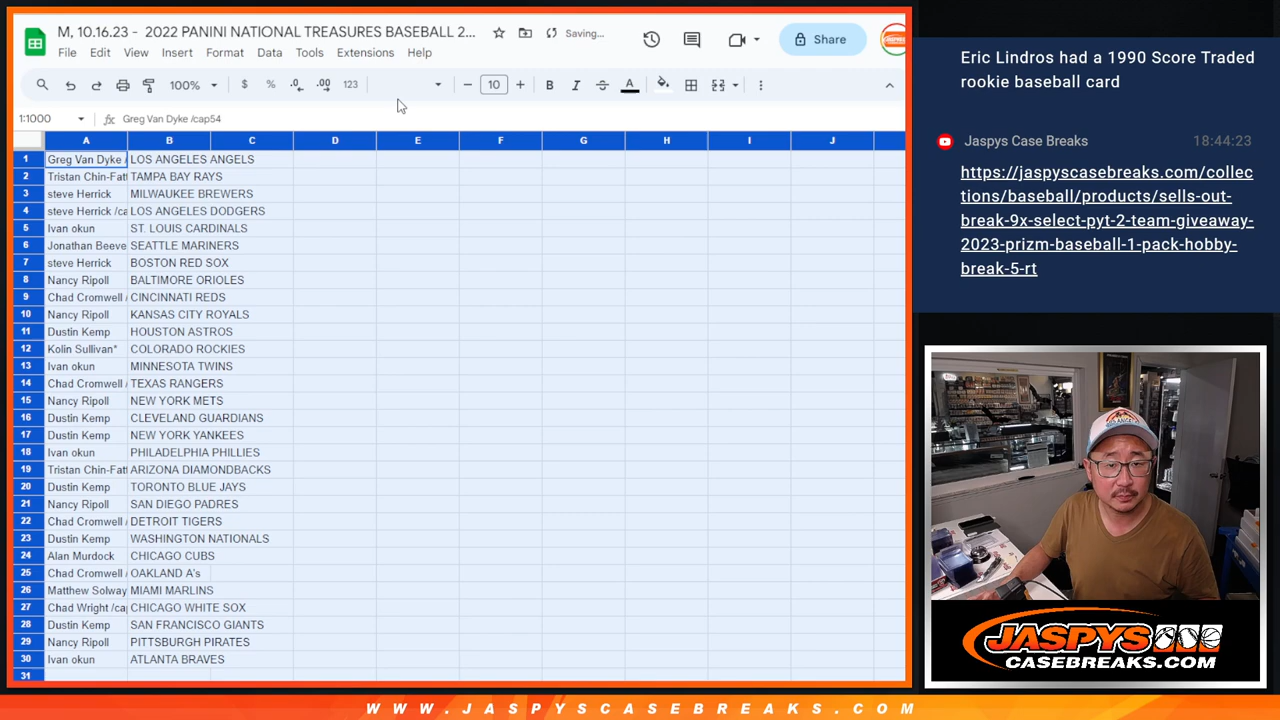 M, 10.16.23 - 2022 PANINI NATIONAL TREASURES BASEBALL 2...
Saving...
Share
File Edit View Insert Format Data Tools Extensions Help
100% $ % .0 .00 123 10 B I S A
1:1000 fx Greg Van Dyke /cap54
A B C D E F G H I J
1 Greg Van Dyke / LOS ANGELES ANGELS
2 Tristan Chin-Fatt TAMPA BAY RAYS
3 steve Herrick MILWAUKEE BREWERS
4 steve Herrick /ca LOS ANGELES DODGERS
5 Ivan okun ST. LOUIS CARDINALS
6 Jonathan Beeve SEATTLE MARINERS
7 steve Herrick BOSTON RED SOX
8 Nancy Ripoll BALTIMORE ORIOLES
9 Chad Cromwell / CINCINNATI REDS
10 Nancy Ripoll KANSAS CITY ROYALS
11 Dustin Kemp HOUSTON ASTROS
12 Kolin Sullivan* COLORADO ROCKIES
13 Ivan okun MINNESOTA TWINS
14 Chad Cromwell / TEXAS RANGERS
15 Nancy Ripoll NEW YORK METS
16 Dustin Kemp CLEVELAND GUARDIANS
17 Dustin Kemp NEW YORK YANKEES
18 Ivan okun PHILADELPHIA PHILLIES
19 Tristan Chin-Fatt ARIZONA DIAMONDBACKS
20 Dustin Kemp TORONTO BLUE JAYS
21 Nancy Ripoll SAN DIEGO PADRES
22 Chad Cromwell / DETROIT TIGERS
23 Dustin Kemp WASHINGTON NATIONALS
24 Alan Murdock CHICAGO CUBS
25 Chad Cromwell / OAKLAND A's
26 Matthew Solway MIAMI MARLINS
27 Chad Wright /cap CHICAGO WHITE SOX
28 Dustin Kemp SAN FRANCISCO GIANTS
29 Nancy Ripoll PITTSBURGH PIRATES
30 Ivan okun ATLANTA BRAVES
31
Eric Lindros had a 1990 Score Traded
rookie baseball card
Jaspys Case Breaks 18:44:23
https://jaspyscasebreaks.com/collec
tions/baseball/products/sells-out-
break-9x-select-pyt-2-team-giveaway-
2023-prizm-baseball-1-pack-hobby-
break-5-rt
JASPYS
CASEBREAKS.COM
WWW.JASPYSCASEBREAKS.COM